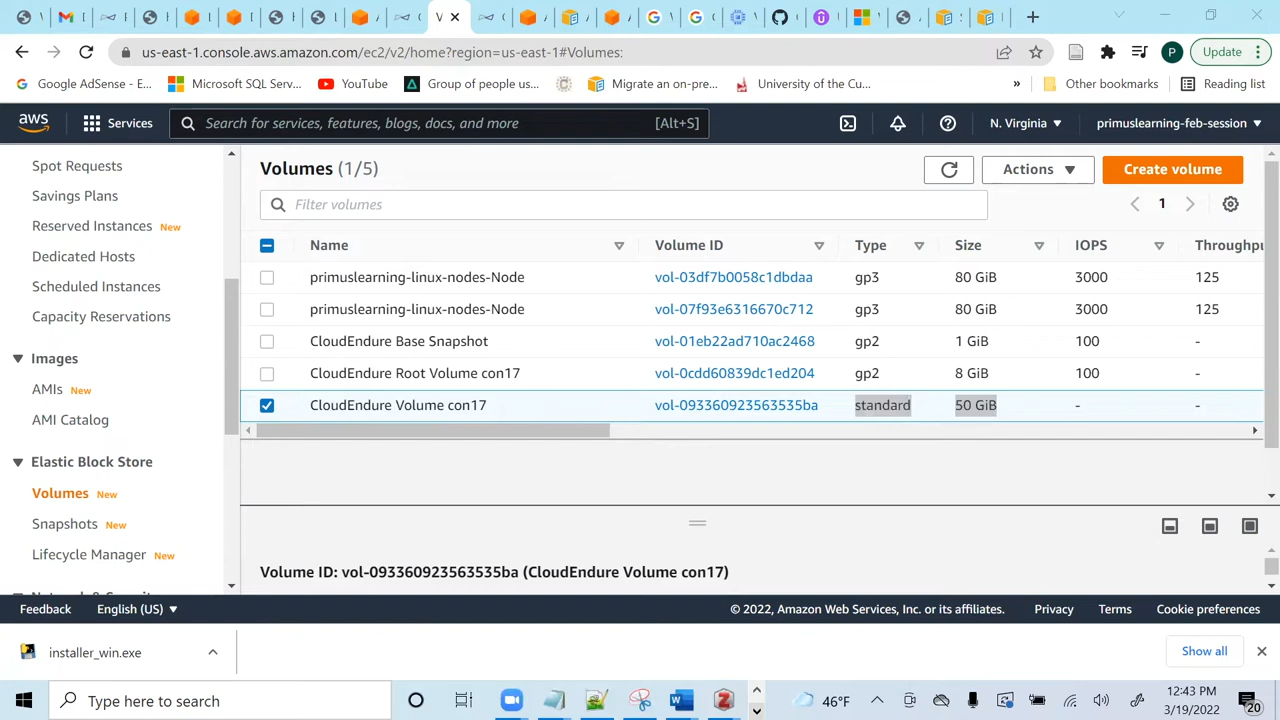 us-east-1.console.aws.amazon.com/ec2/v2/home?region=us-east-1#Volumes:
P
Update
Google AdSense - E...
Microsoft SQL Serv...
YouTube
Group of people us...
Migrate an on-pre...
University of the Cu...
»
Other bookmarks
Reading list
aws
Services
Search for services, features, blogs, docs, and more
[Alt+S]
N. Virginia
primuslearning-feb-session
Spot Requests
Savings Plans
Reserved Instances New
Dedicated Hosts
Scheduled Instances
Capacity Reservations
Images
AMIs New
AMI Catalog
Elastic Block Store
Volumes New
Snapshots New
Lifecycle Manager New
Volumes (1/5)
Actions
Create volume
Filter volumes
1
Name Volume ID Type Size IOPS Throughpu
primuslearning-linux-nodes-Node vol-03df7b0058c1dbdaa gp3 80 GiB 3000 125
primuslearning-linux-nodes-Node vol-07f93e6316670c712 gp3 80 GiB 3000 125
CloudEndure Base Snapshot vol-01eb22ad710ac2468 gp2 1 GiB 100 -
CloudEndure Root Volume con17 vol-0cdd60839dc1ed204 gp2 8 GiB 100 -
CloudEndure Volume con17 vol-093360923563535ba standard 50 GiB - -
Volume ID: vol-093360923563535ba (CloudEndure Volume con17)
Feedback
English (US)
© 2022, Amazon Web Services, Inc. or its affiliates.
Privacy
Terms
Cookie preferences
installer_win.exe
Show all
Type here to search
46°F
12:43 PM
3/19/2022
20